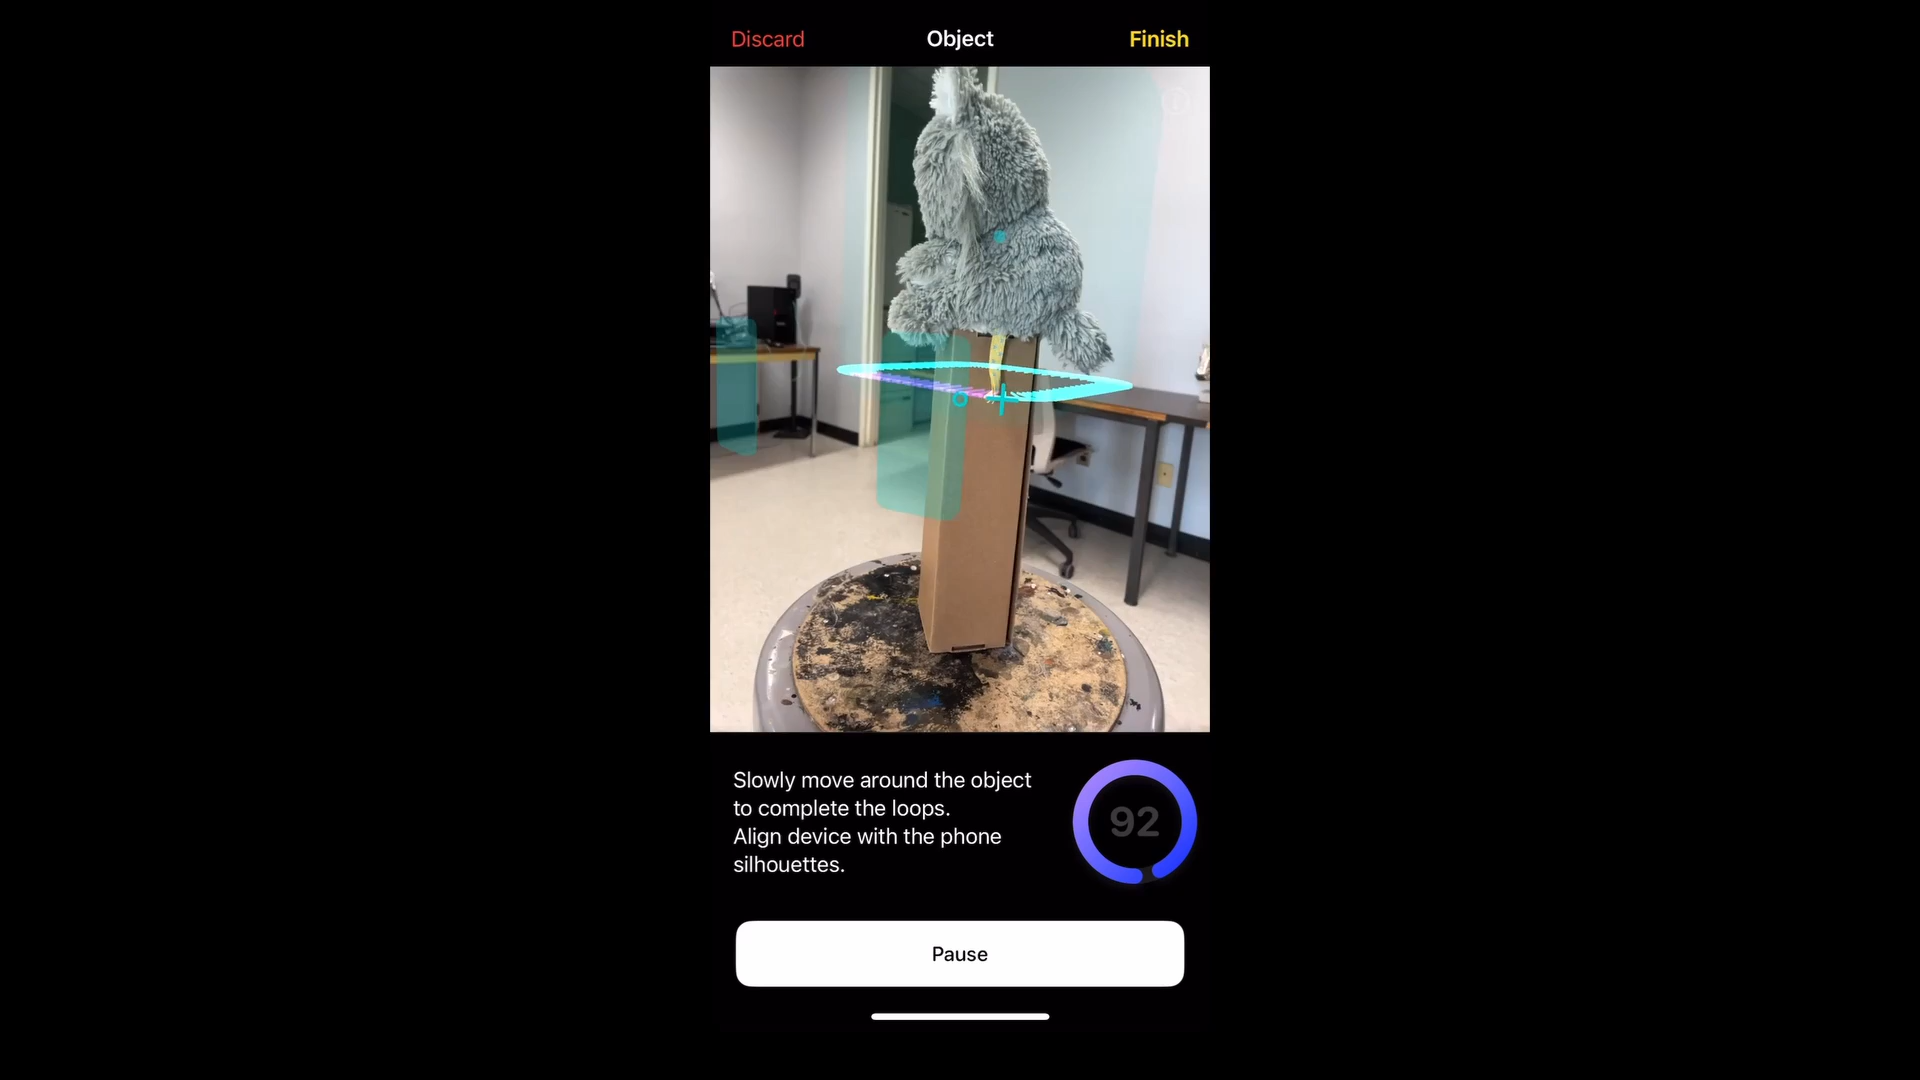 Discard Object Finish
Slowly move around the object
to complete the loops.
Align device with the phone
silhouettes.
92
Pause